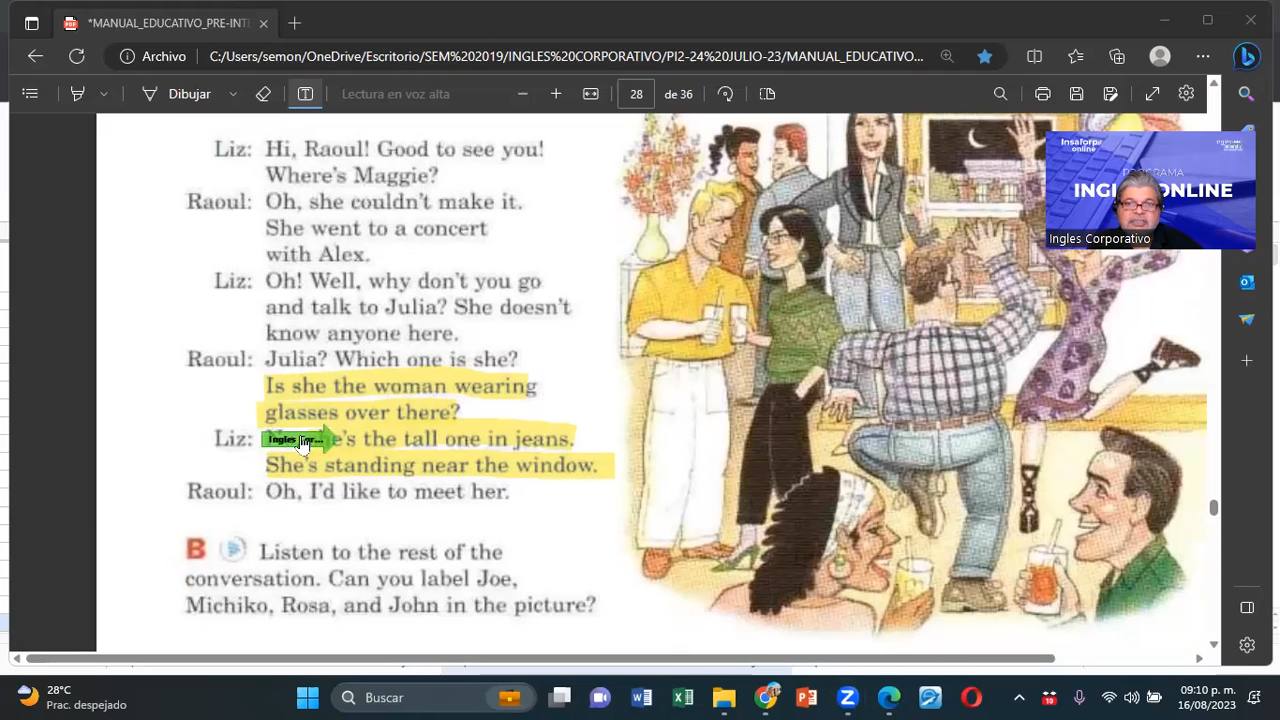 *MANUAL_EDUCATIVO_PRE-INTE
Archivo
C:/Users/semon/OneDrive/Escritorio/SEM%202019/INGLES%20CORPORATIVO/PI2-24%20JULIO-23/MANUAL_EDUCATIVO...
Dibujar
Lectura en voz alta
28
de 36
Liz: Hi, Raoul! Good to see you!
Where's Maggie?
Raoul: Oh, she couldn't make it.
She went to a concert
with Alex.
Liz: Oh! Well, why don't you go
and talk to Julia? She doesn't
know anyone here.
Raoul: Julia? Which one is she?
Is she the woman wearing
glasses over there?
Liz: the tall one in jeans.
She's standing near the window.
Raoul: Oh, I'd like to meet her.
B Listen to the rest of the
conversation. Can you label Joe,
Michiko, Rosa, and John in the picture?
Insaforp
online
PROGRAMA
INGLES ONLINE
Ingles Corporativo
28°C
Prac. despejado
Buscar
10
09:10 p. m.
16/08/2023